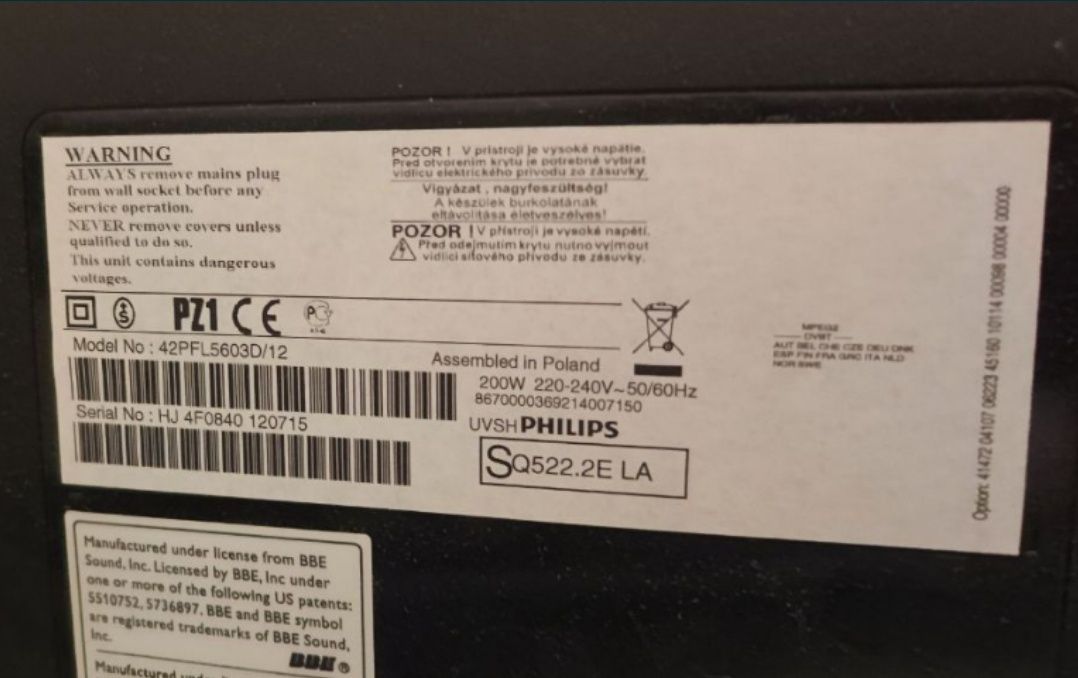 WARNING
ALWAYS remove mains plug
from wall socket before any
Service operation.
NEVER remove covers unless
qualified to do so.
This unit contains dangerous
voltages.
POZOR ! V prístroji je vysoké napätie.
Pred otvorením krytu je potrebné vybrat
vidlicu elektrického prívodu zo zásuvky.
Vigyázat , nagyfeszültség!
A készülék burkolatának
eltávolítása életveszélyes!
POZOR ! V přístroji je vysoké napětí.
Před odejmutím krytu nutno vyjmout
vidlici síťového přívodu ze zásuvky.
PZ1 CE
Model No : 42PFL5603D/12
Serial No : HJ 4F0840 120715
Assembled in Poland
200W 220-240V~50/60Hz
8670000369214007150
UVSH PHILIPS
SQ522.2E LA
MPEG2
DVBT
AUT BEL CHE CZE DEU DNK
ESP FIN FRA GRC ITA NLD
NOR SWE
Option: 41472 04107 06223 45160 10114 00098 00004 00000
Manufactured under license from BBE
Sound, Inc. Licensed by BBE, Inc under
one or more of the following US patents:
5510752, 5736897. BBE and BBE symbol
are registered trademarks of BBE Sound,
Inc.
BBE ®
Manufactured